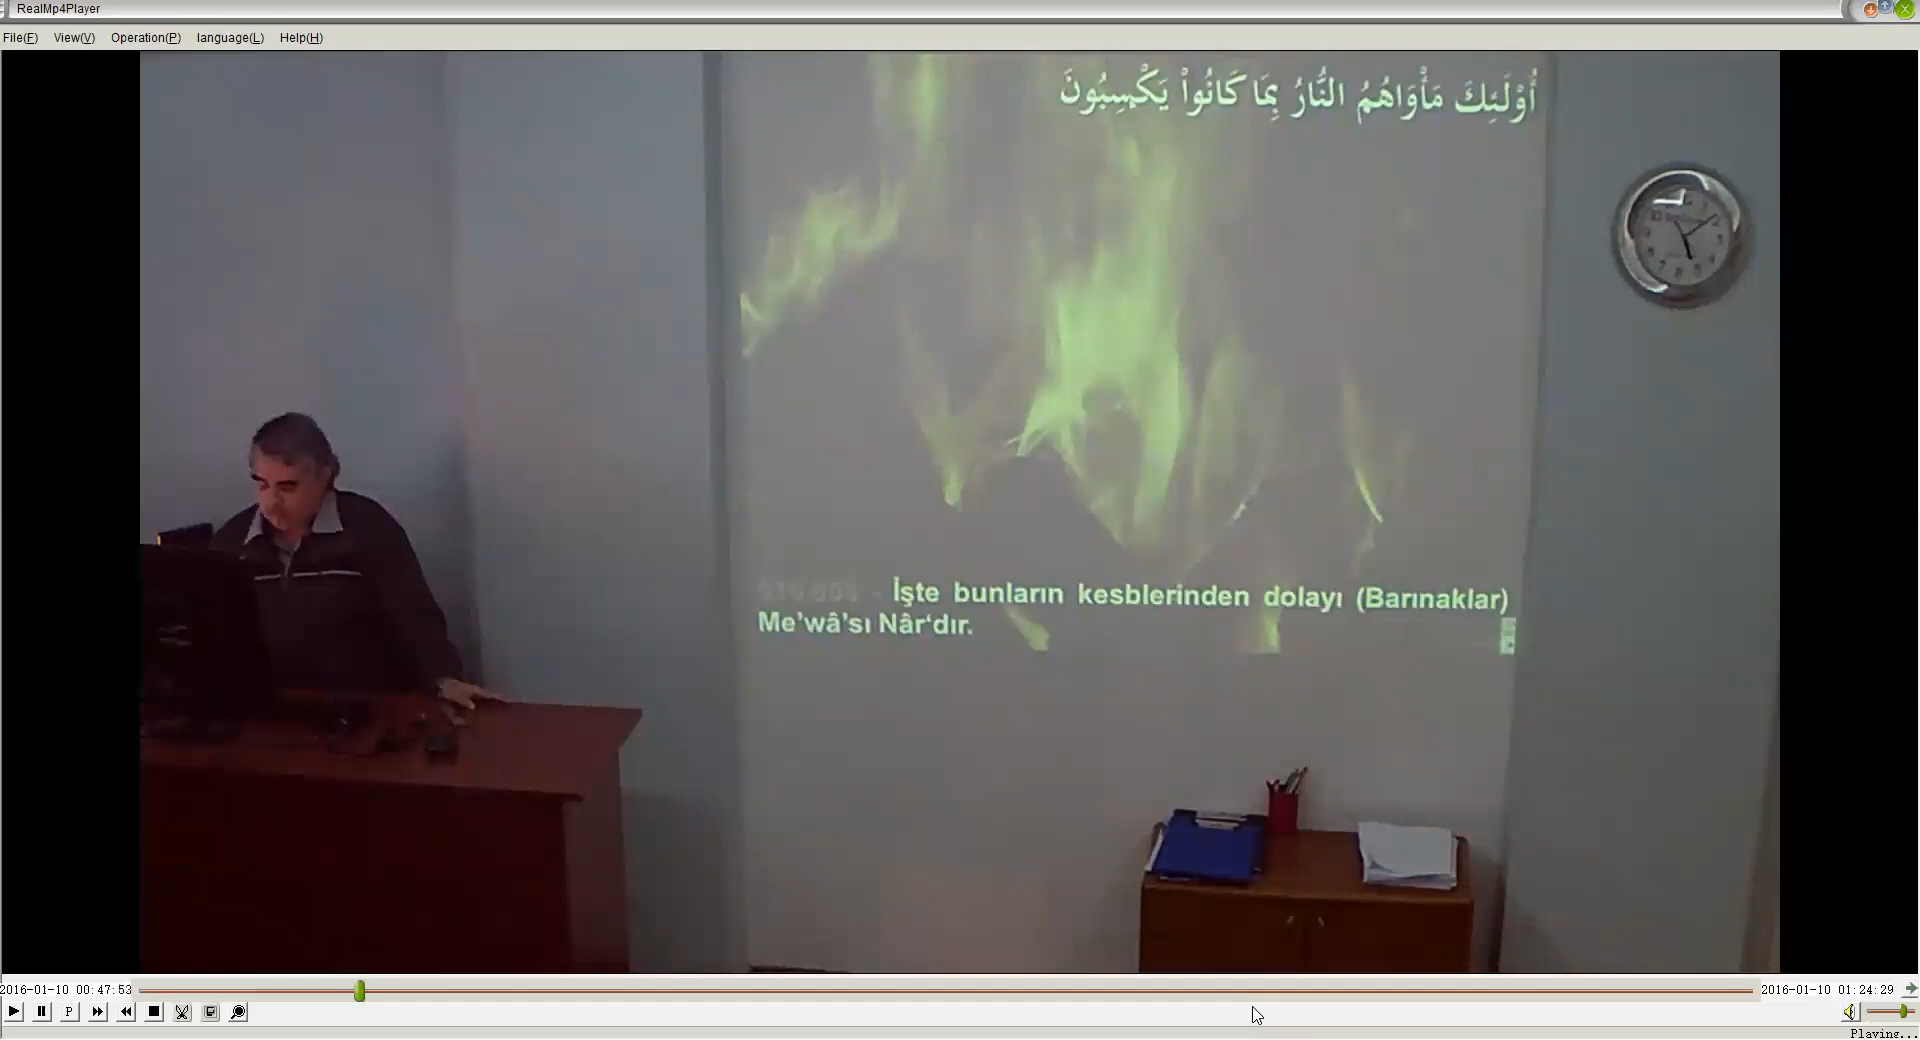 RealMp4Player
File(F) View(V) Operation(P) language(L) Help(H)
أُوْلَئِكَ مَأْوَاهُمُ النُّارُ بِمَا كَانُواْ يَكْسِبُونَ
İşte bunların kesblerinden dolayı (Barınaklar)
Me’wâ’sı Nâr‘dır.
2016-01-10 00:47:53
2016-01-10 01:24:29
P
Playing...